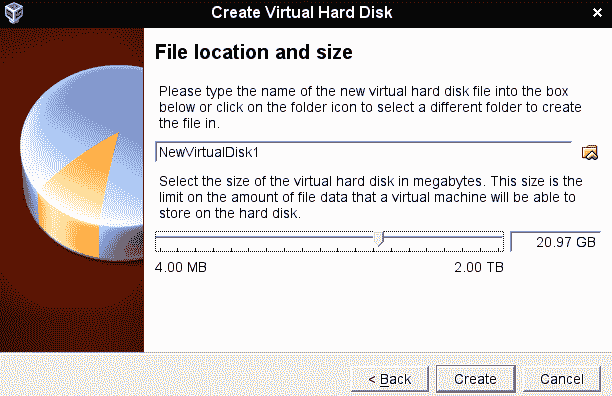 Create Virtual Hard Disk
File location and size
Please type the name of the new virtual hard disk file into the box
below or click on the folder icon to select a different folder to create
the file in.
NewVirtualDisk1
Select the size of the virtual hard disk in megabytes. This size is the
limit on the amount of file data that a virtual machine will be able to
store on the hard disk.
20.97 GB
4.00 MB 2.00 TB
< Back Create Cancel